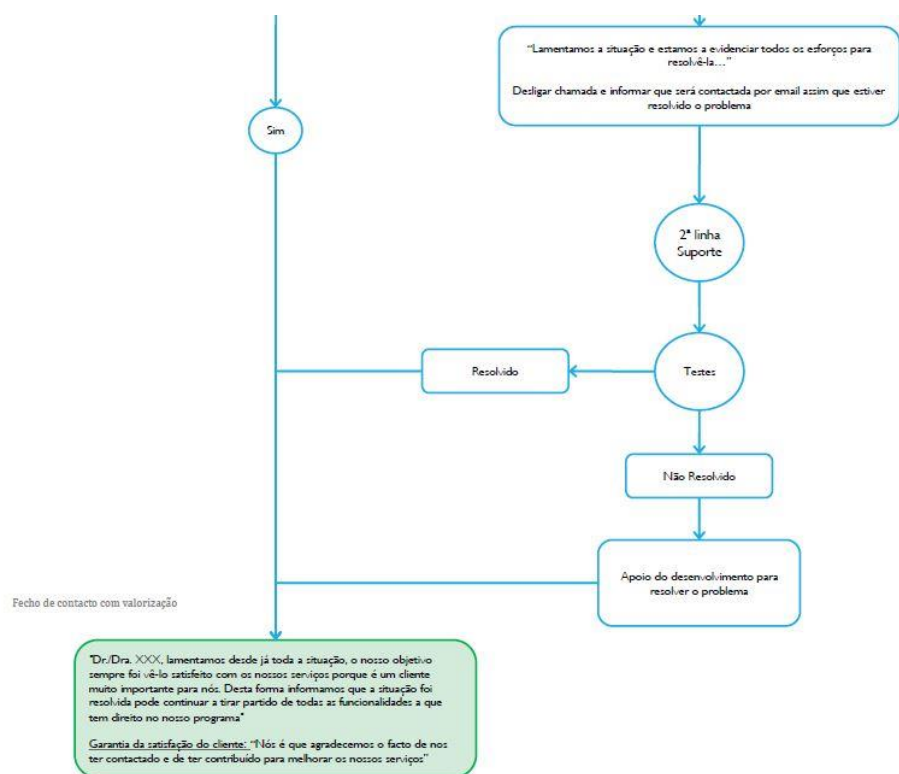 “Lamentamos a situação e estamos a evidenciar todos os esforços para
resolvê-la…”
Desligar chamada e informar que será contactada por email assim que estiver
resolvido o problema
Sim
2ª linha
Suporte
Resolvido
Testes
Não Resolvido
Apoio do desenvolvimento para
resolver o problema
Fecho de contacto com valorização
"Dr./Dra. XXX, lamentamos desde já toda a situação, o nosso objetivo
sempre foi vê-lo satisfeito com os nossos serviços porque é um cliente
muito importante para nós. Desta forma informamos que a situação foi
resolvida pode continuar a tirar partido de todas as funcionalidades a que
tem direito no nosso programa"
Garantia da satisfação do cliente: “Nós é que agradecemos o facto de nos
ter contactado e de ter contribuído para melhorar os nossos serviços”